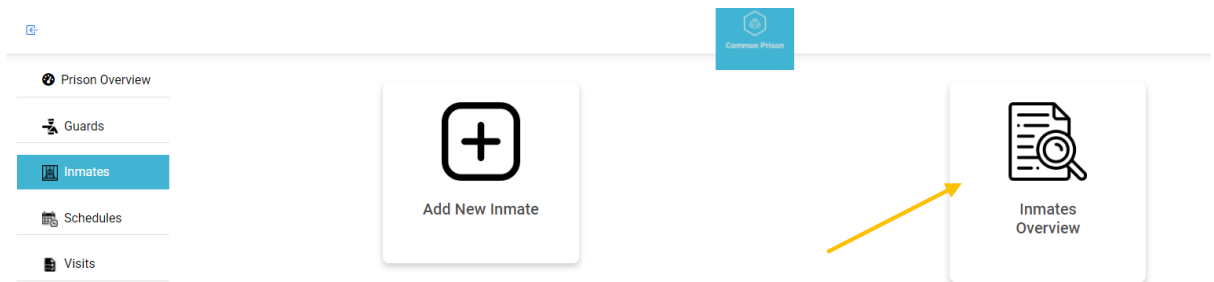 Common Prison
Prison Overview
Guards
Inmates
Schedules
Visits
Add New Inmate
Inmates
Overview